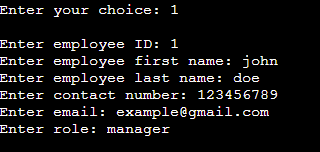 Enter your choice: 1
Enter employee ID: 1
Enter employee first name: john
Enter employee last name: doe
Enter contact number: 123456789
Enter email: example@gmail.com
Enter role: manager